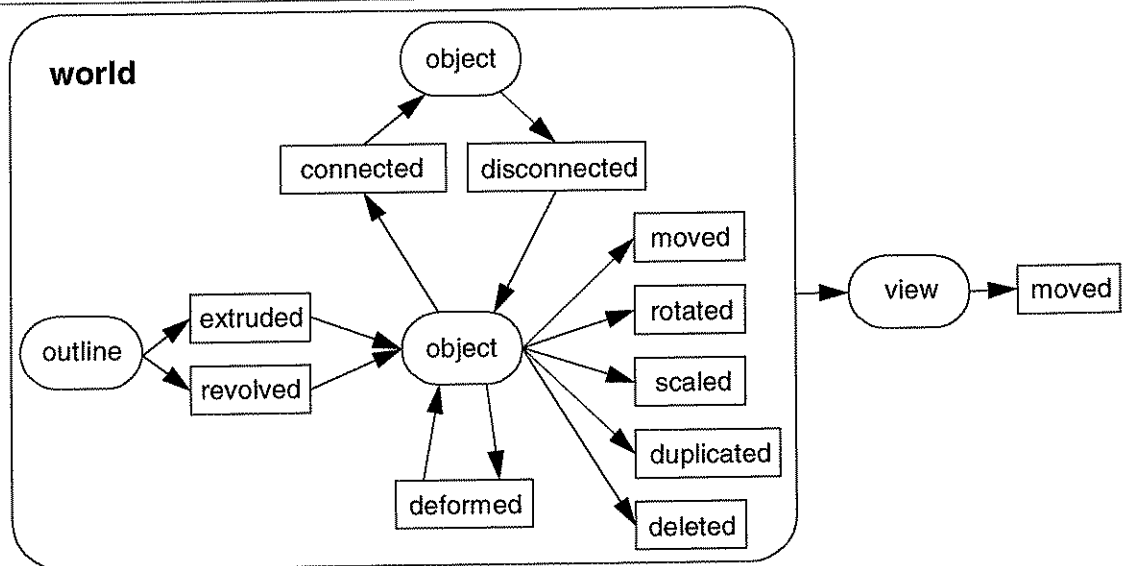 world
object
connected
disconnected
moved
rotated
scaled
duplicated
deleted
outline
extruded
revolved
object
deformed
view
moved